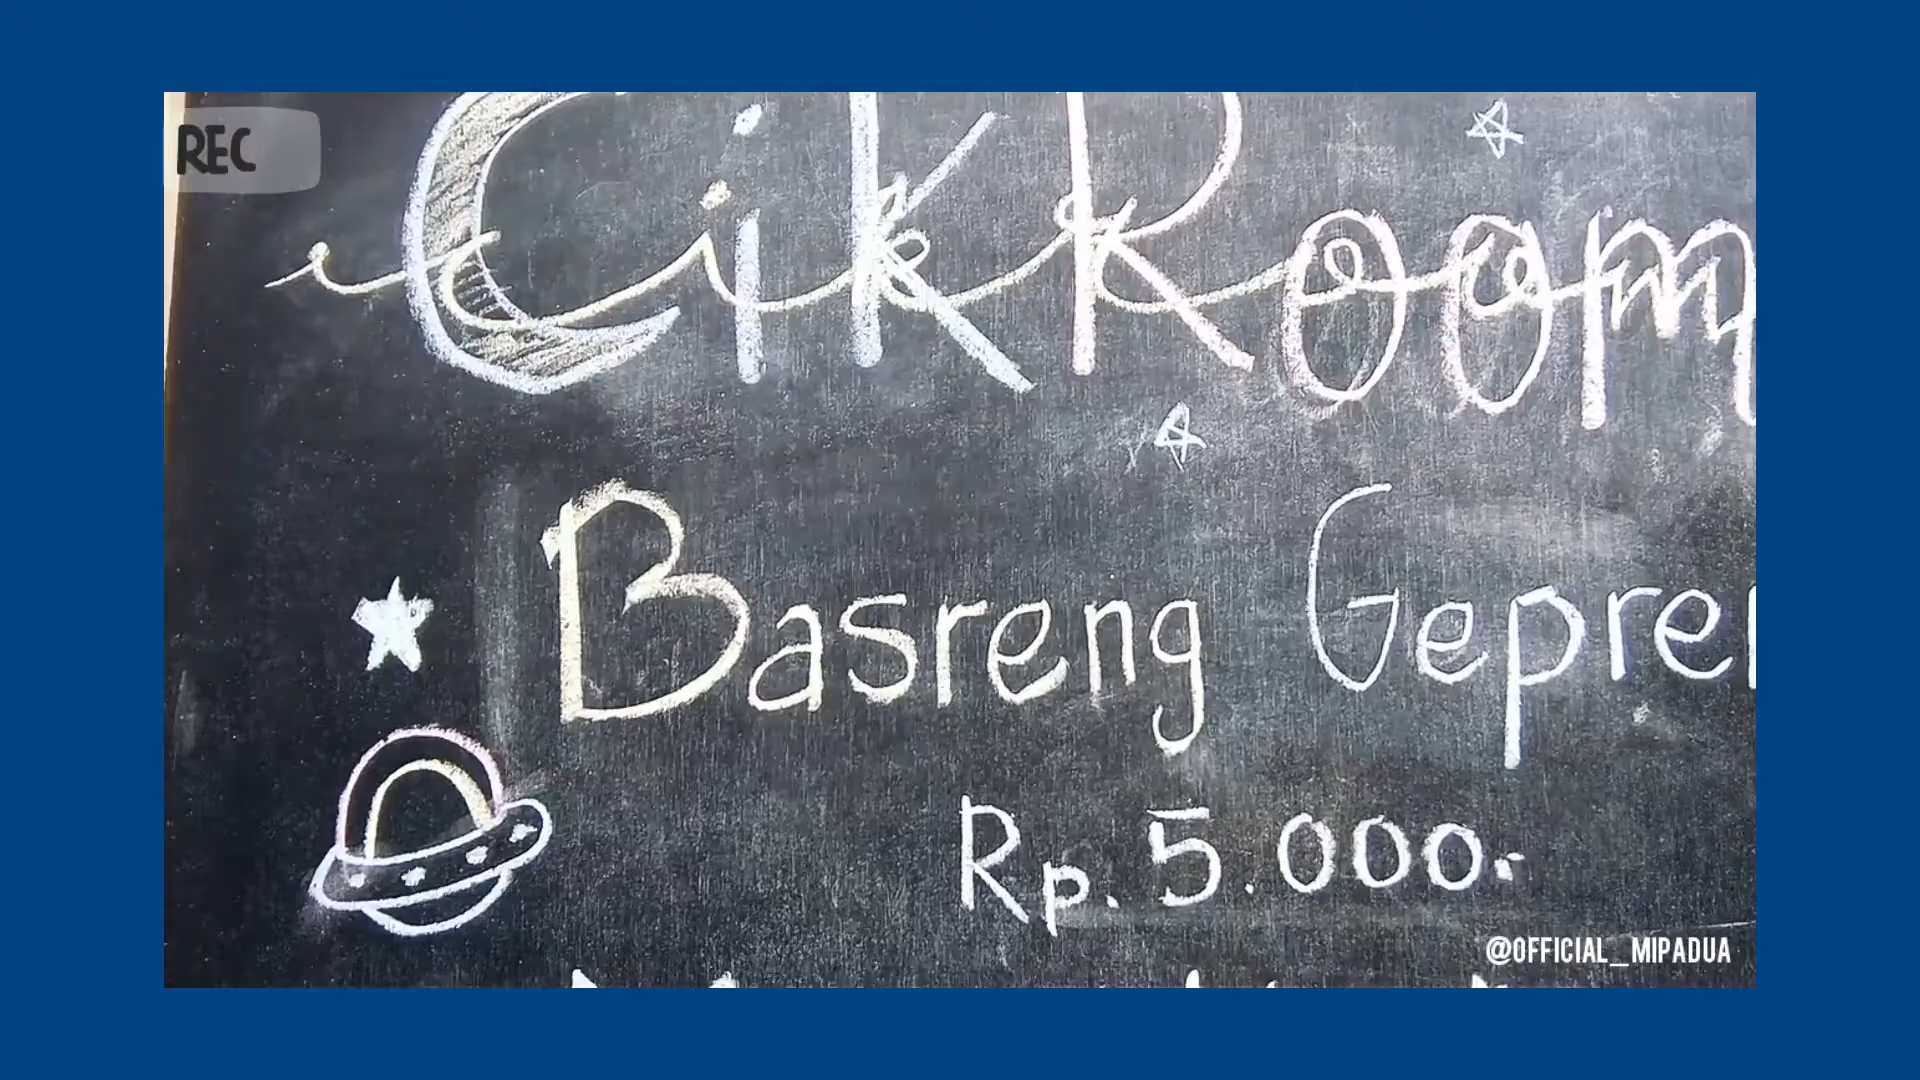 REC
CikRoom
Basreng Gepre
Rp. 5.000.-
@OFFICIAL_MIPADUA